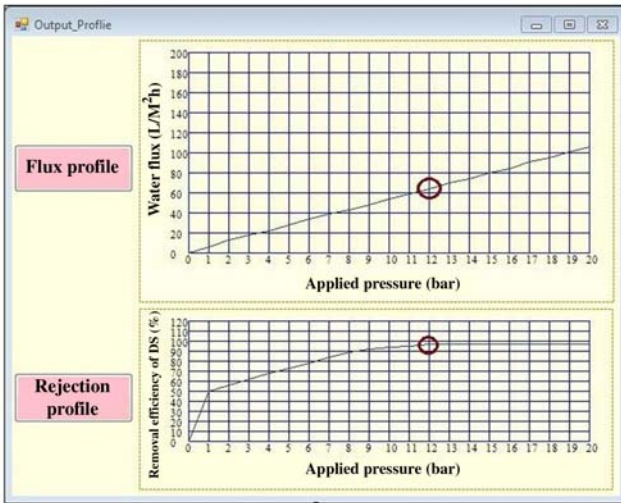 Output_Proflie
Flux profile
Water flux (L/M²h)
200
180
160
140
120
100
80
60
40
20
0
0 1 2 3 4 5 6 7 8 9 10 11 12 13 14 15 16 17 18 19 20
Applied pressure (bar)
Rejection
profile
Removal efficiency of DS (%)
120
110
100
90
80
70
60
50
40
30
20
10
0
0 1 2 3 4 5 6 7 8 9 10 11 12 13 14 15 16 17 18 19 20
Applied pressure (bar)